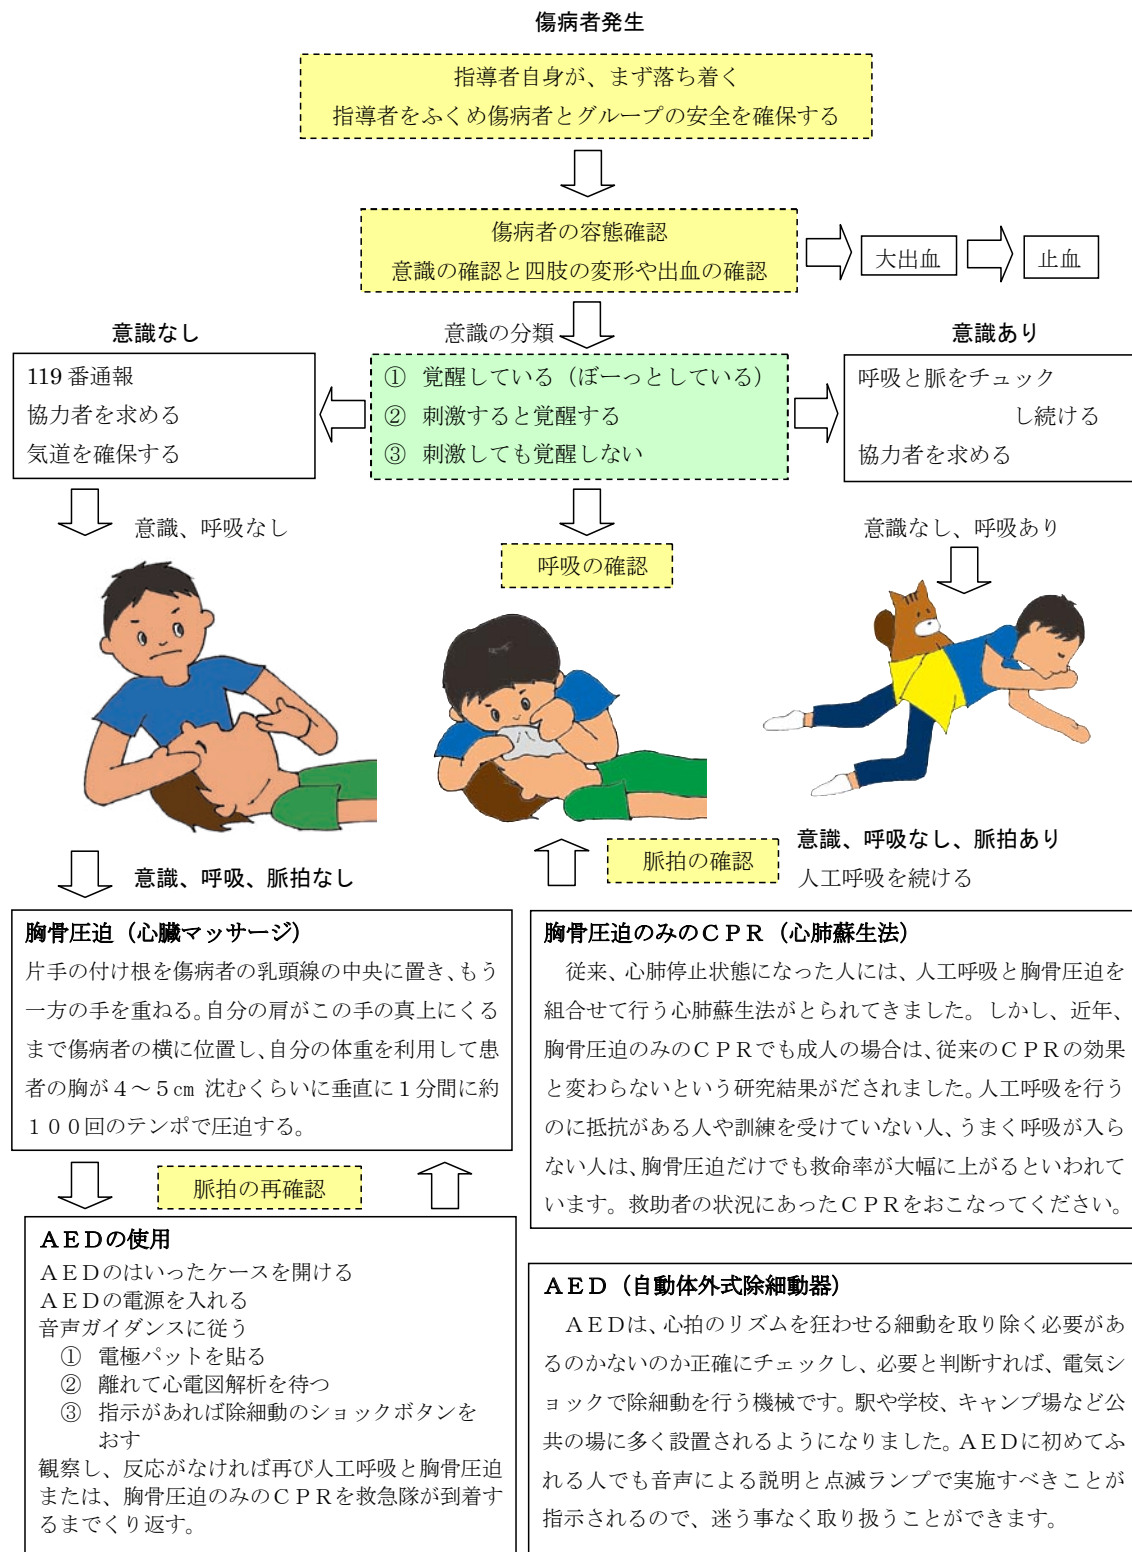 傷病者発生
指導者自身が、まず落ち着く
指導者をふくめ傷病者とグループの安全を確保する
傷病者の容態確認
意識の確認と四肢の変形や出血の確認
大出血
止血
意識なし
意識の分類
意識あり
119 番通報
協力者を求める
気道を確保する
① 覚醒している（ぼーっとしている）
② 刺激すると覚醒する
③ 刺激しても覚醒しない
呼吸と脈をチェック
し続ける
協力者を求める
意識、呼吸なし
呼吸の確認
意識なし、呼吸あり
意識、呼吸、脈拍なし
脈拍の確認
意識、呼吸なし、脈拍あり
人工呼吸を続ける
胸骨圧迫（心臓マッサージ）
片手の付け根を傷病者の乳頭線の中央に置き、もう
一方の手を重ねる。自分の肩がこの手の真上にくる
まで傷病者の横に位置し、自分の体重を利用して患
者の胸が４～５㎝ 沈むくらいに垂直に１分間に約
１００回のテンポで圧迫する。
脈拍の再確認
ＡＥＤの使用
ＡＥＤのはいったケースを開ける
ＡＥＤの電源を入れる
音声ガイダンスに従う
① 電極パットを貼る
② 離れて心電図解析を待つ
③ 指示があれば除細動のショックボタンを
おす
観察し、反応がなければ再び人工呼吸と胸骨圧迫
または、胸骨圧迫のみのＣＰＲを救急隊が到着す
るまでくり返す。
胸骨圧迫のみのＣＰＲ（心肺蘇生法）
従来、心肺停止状態になった人には、人工呼吸と胸骨圧迫を
組合せて行う心肺蘇生法がとられてきました。しかし、近年、
胸骨圧迫のみのＣＰＲでも成人の場合は、従来のＣＰＲの効果
と変わらないという研究結果がだされました。人工呼吸を行う
のに抵抗がある人や訓練を受けていない人、うまく呼吸が入ら
ない人は、胸骨圧迫だけでも救命率が大幅に上がるといわれて
います。救助者の状況にあったＣＰＲをおこなってください。
ＡＥＤ（自動体外式除細動器）
ＡＥＤは、心拍のリズムを狂わせる細動を取り除く必要があ
るのかないのか正確にチェックし、必要と判断すれば、電気シ
ョックで除細動を行う機械です。駅や学校、キャンプ場など公
共の場に多く設置されるようになりました。ＡＥＤに初めてふ
れる人でも音声による説明と点滅ランプで実施すべきことが
指示されるので、迷う事なく取り扱うことができます。